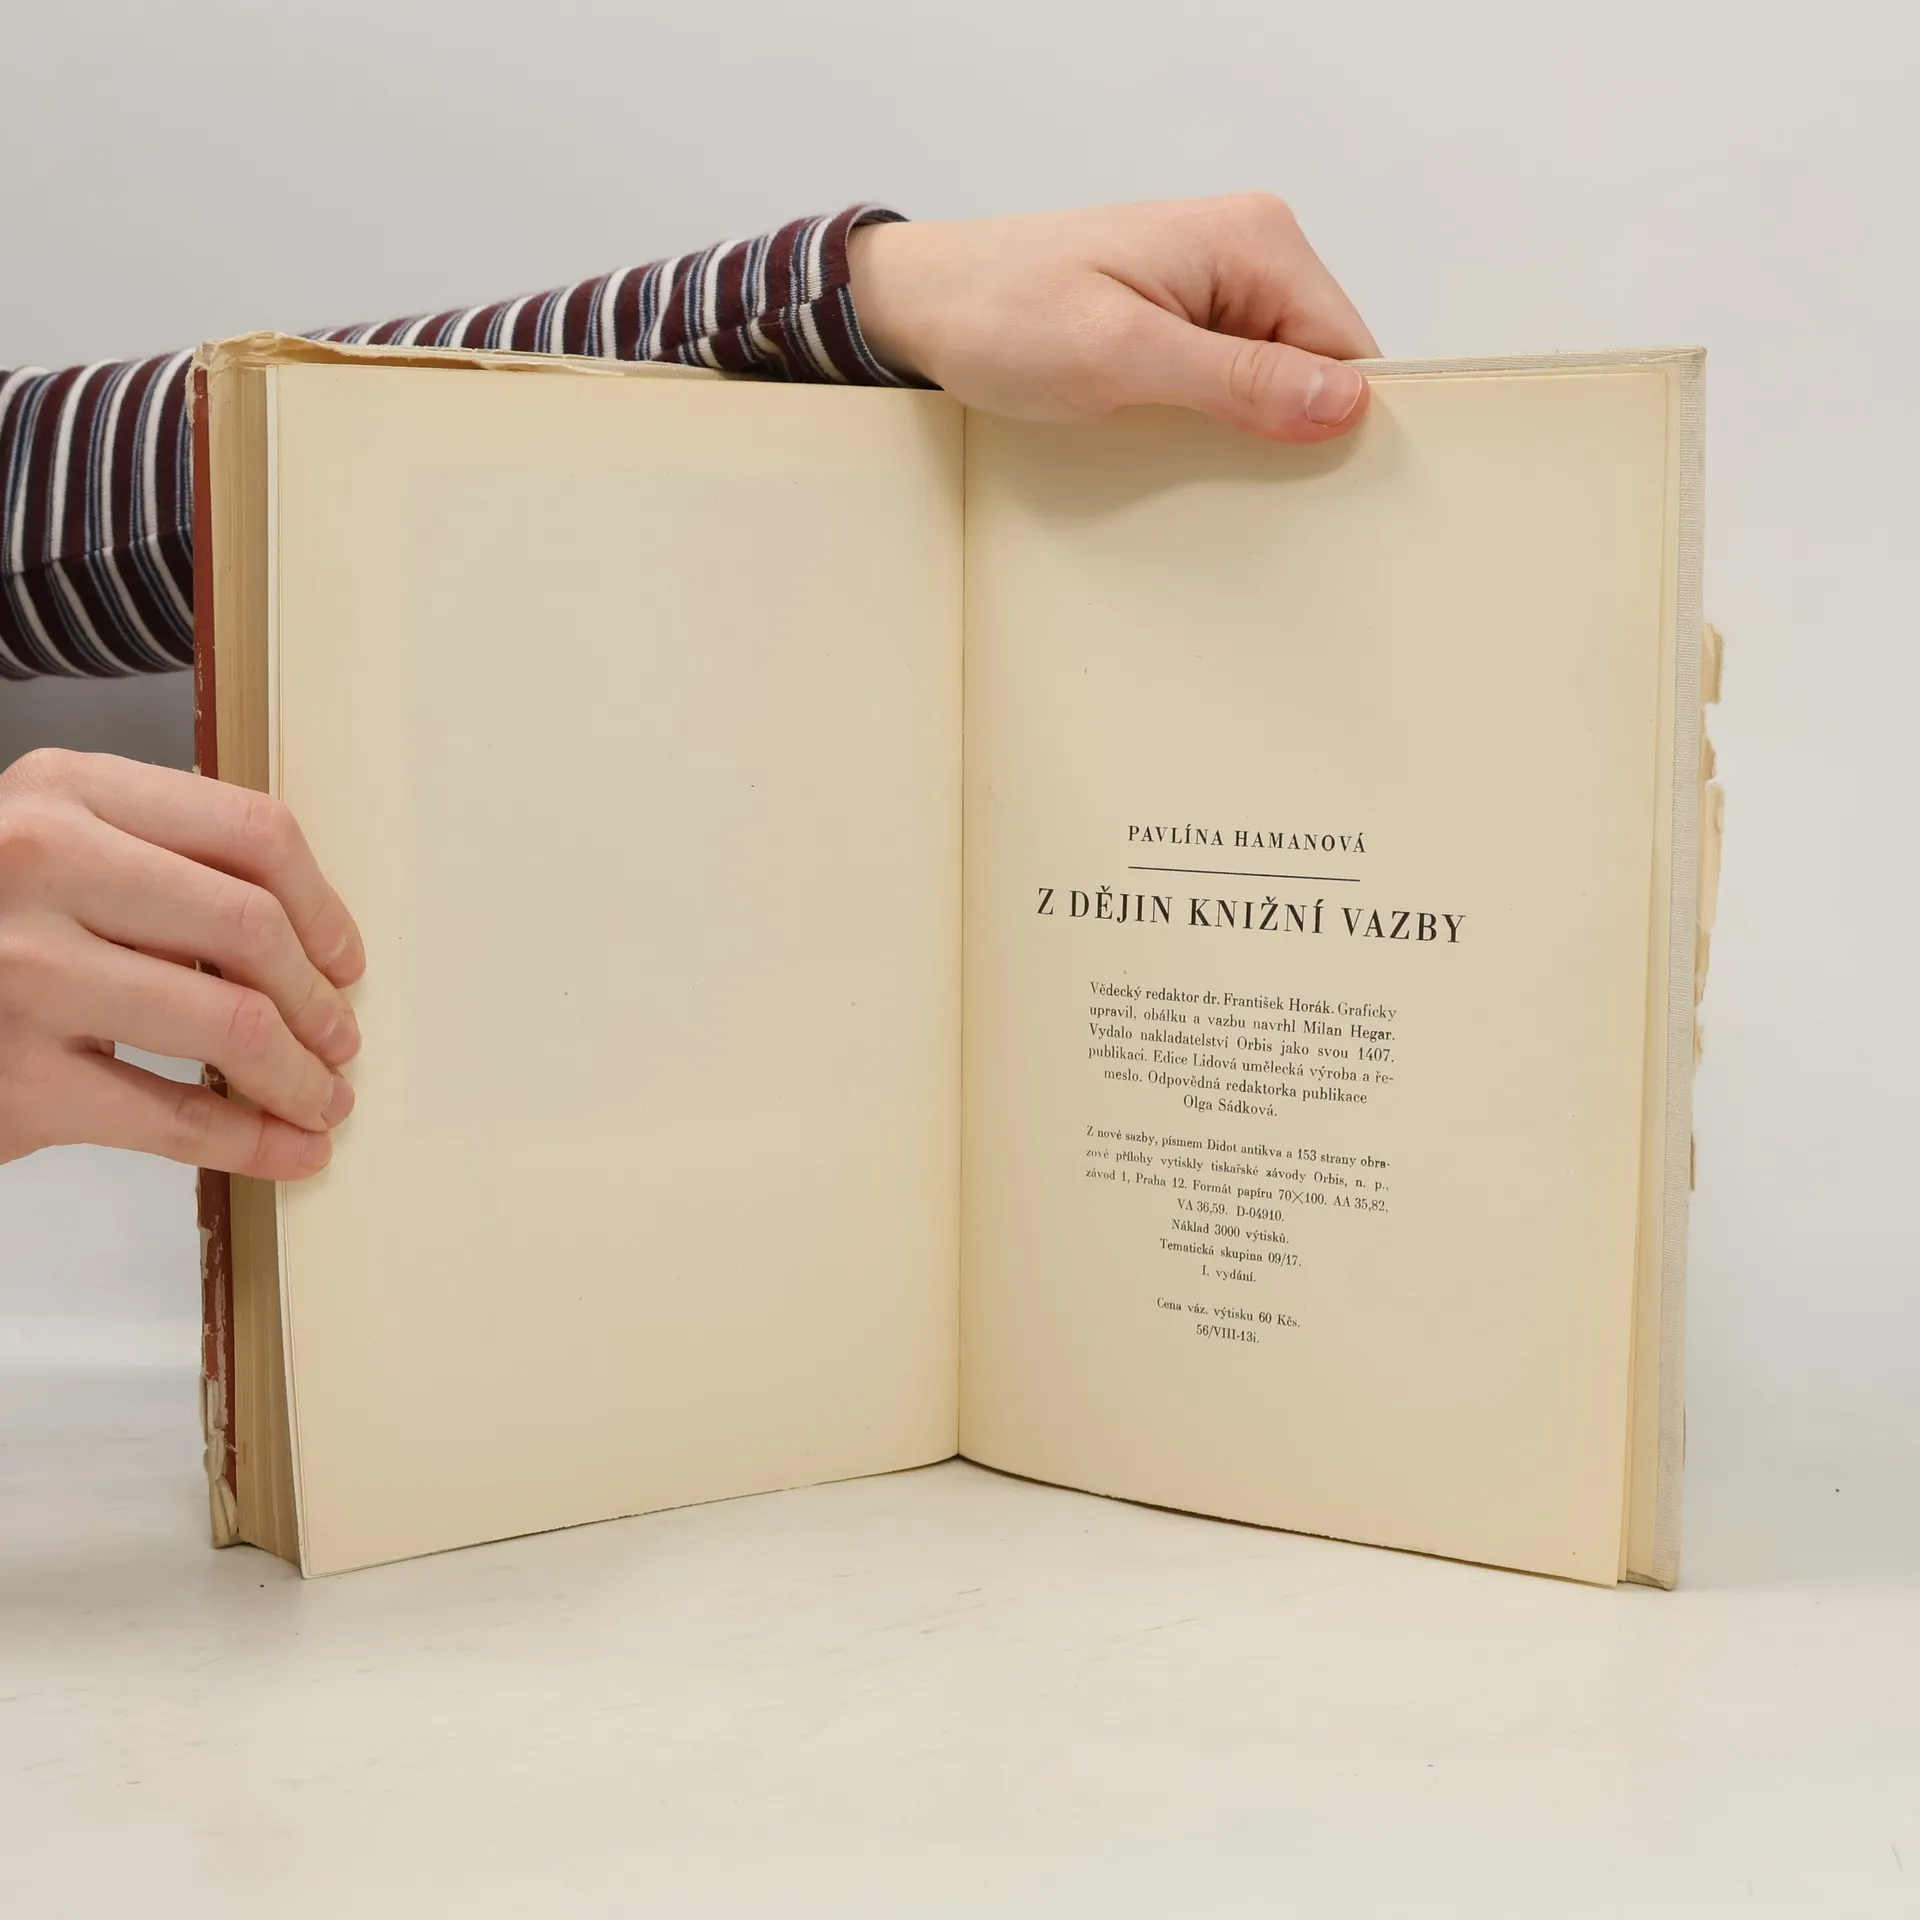 PAVLÍNA HAMANOVÁ
Z DĚJIN KNIŽNÍ VAZBY
Vědecký redaktor dr. František Horák. Graficky
upravil, obálku a vazbu navrhl Milan Hegar.
Vydalo nakladatelství Orbis jako svou 1407.
publikaci. Edice Lidová umělecká výroba a ře-
meslo. Odpovědná redaktorka publikace
Olga Sádková.
Z nové sazby, písmem Didot antikva a 153 strany obra-
zové přílohy vytiskly tiskařské závody Orbis, n. p.,
závod 1, Praha 12. Formát papíru 70×100. AA 35,82,
VA 36,59. D-04910.
Náklad 3000 výtisků.
Tematická skupina 09/17.
I. vydání.
Cena váz. výtisku 60 Kčs.
56/VIII-13i.